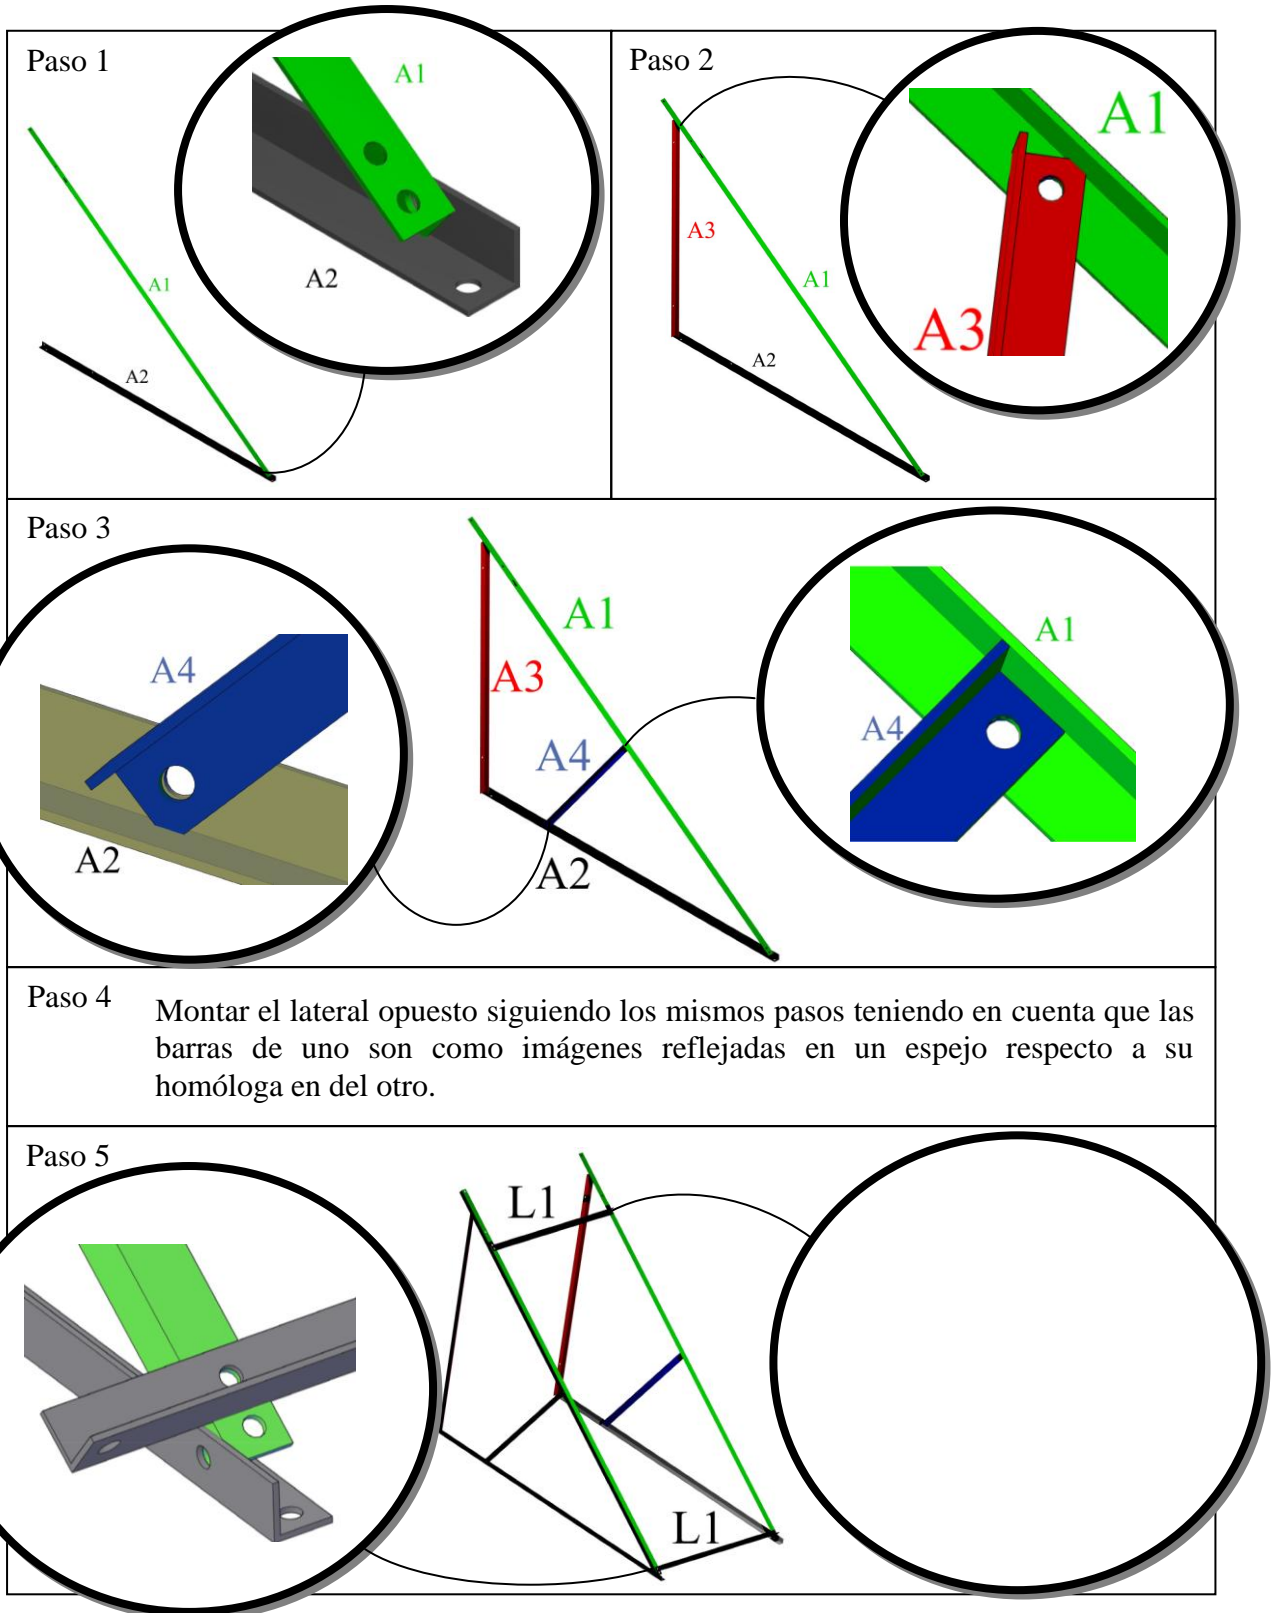 Paso 1
A1
A2
A1
A2
Paso 2
A1
A3
A3
A1
A2
Paso 3
A4
A2
A1
A3
A4
A2
A1
A4
Paso 4
Montar el lateral opuesto siguiendo los mismos pasos teniendo en cuenta que las
barras de uno son como imágenes reflejadas en un espejo respecto a su
homóloga en del otro.
Paso 5
L1
L1